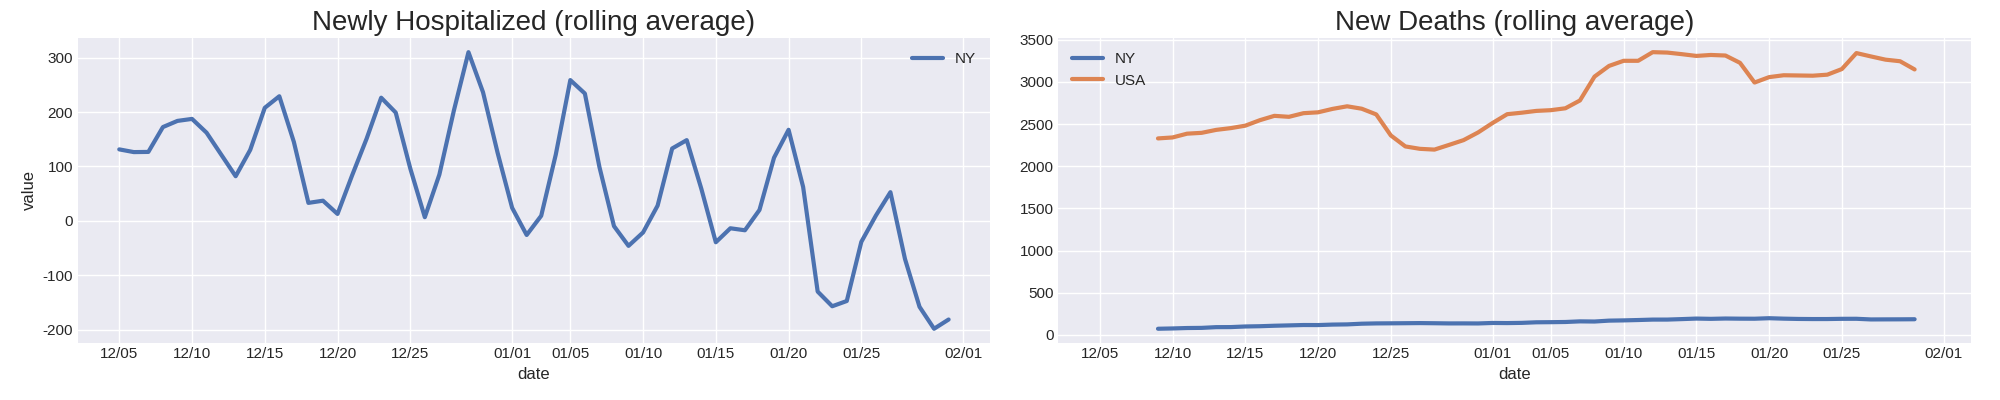 Newly Hospitalized (rolling average)
NY
300
200
100
0
-100
-200
value
12/05 12/10 12/15 12/20 12/25 01/01 01/05 01/10 01/15 01/20 01/25 02/01
date
New Deaths (rolling average)
NY
USA
3500
3000
2500
2000
1500
1000
500
0
12/05 12/10 12/15 12/20 12/25 01/01 01/05 01/10 01/15 01/20 01/25 02/01
date